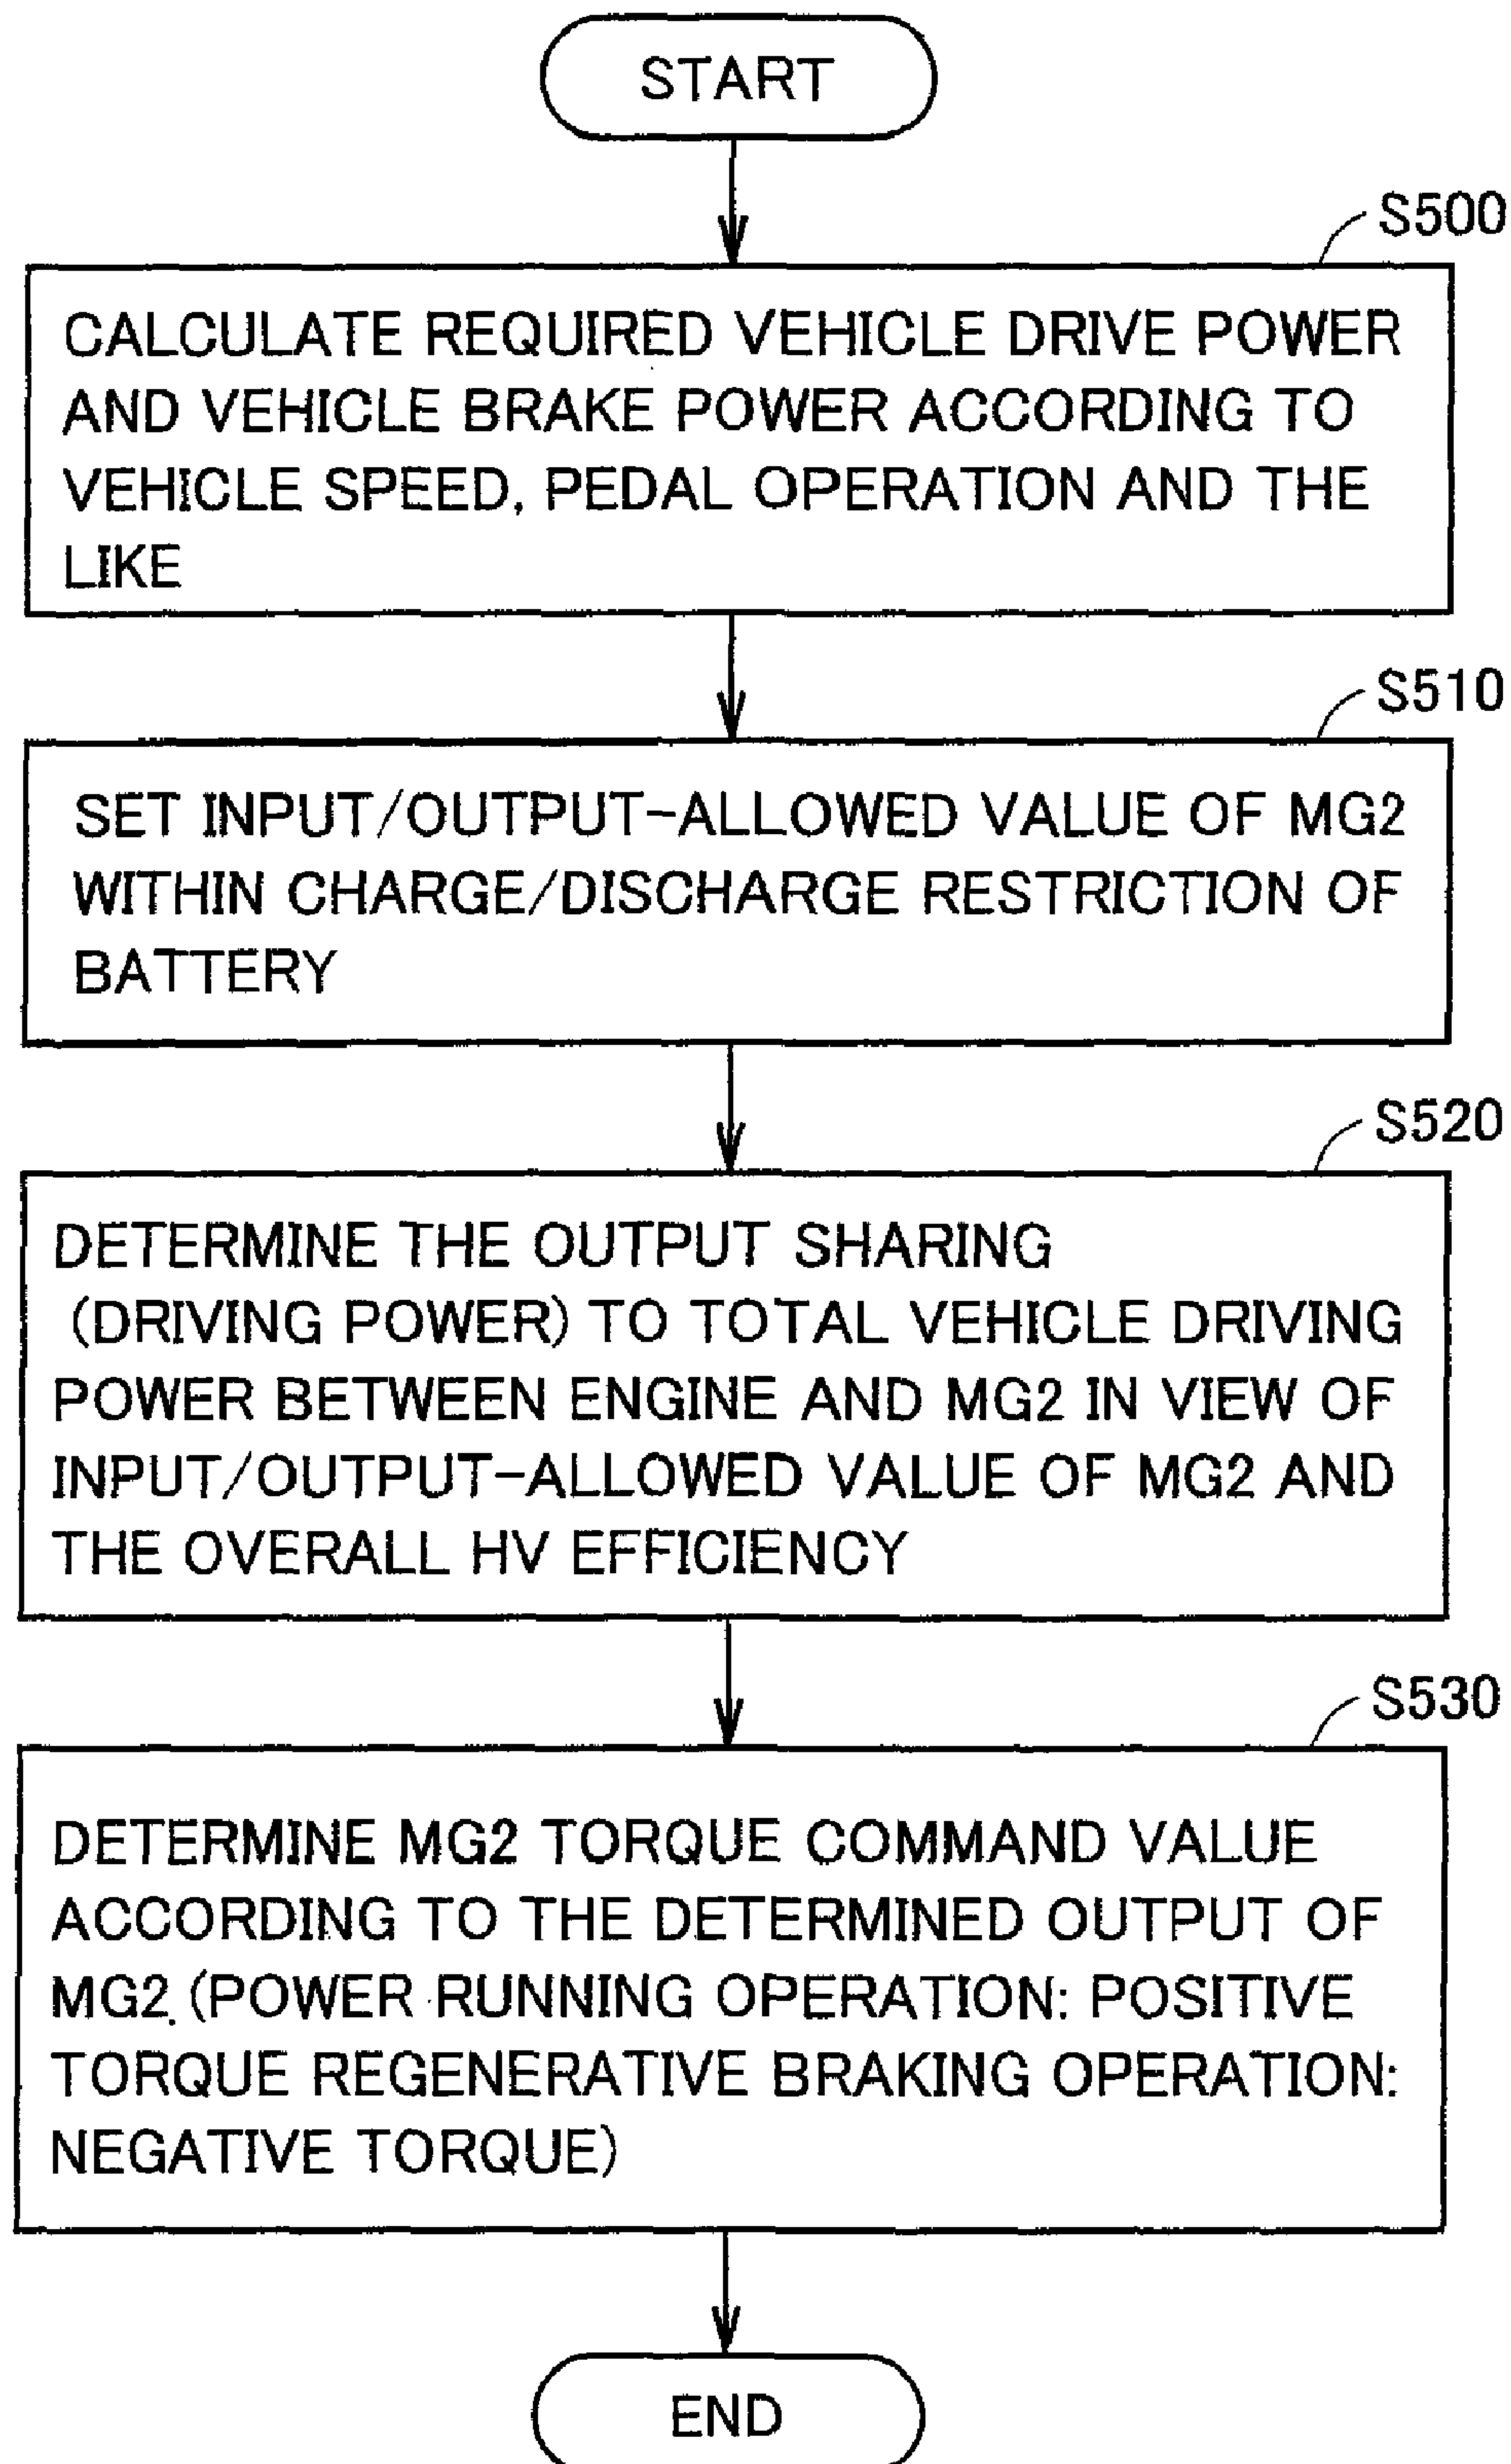 START
S500
CALCULATE REQUIRED VEHICLE DRIVE POWER
AND VEHICLE BRAKE POWER ACCORDING TO
VEHICLE SPEED, PEDAL OPERATION AND THE
LIKE
S510
SET INPUT/OUTPUT-ALLOWED VALUE OF MG2
WITHIN CHARGE/DISCHARGE RESTRICTION OF
BATTERY
S520
DETERMINE THE OUTPUT SHARING
(DRIVING POWER) TO TOTAL VEHICLE DRIVING
POWER BETWEEN ENGINE AND MG2 IN VIEW OF
INPUT/OUTPUT-ALLOWED VALUE OF MG2 AND
THE OVERALL HV EFFICIENCY
S530
DETERMINE MG2 TORQUE COMMAND VALUE
ACCORDING TO THE DETERMINED OUTPUT OF
MG2 (POWER RUNNING OPERATION: POSITIVE
TORQUE REGENERATIVE BRAKING OPERATION:
NEGATIVE TORQUE)
END